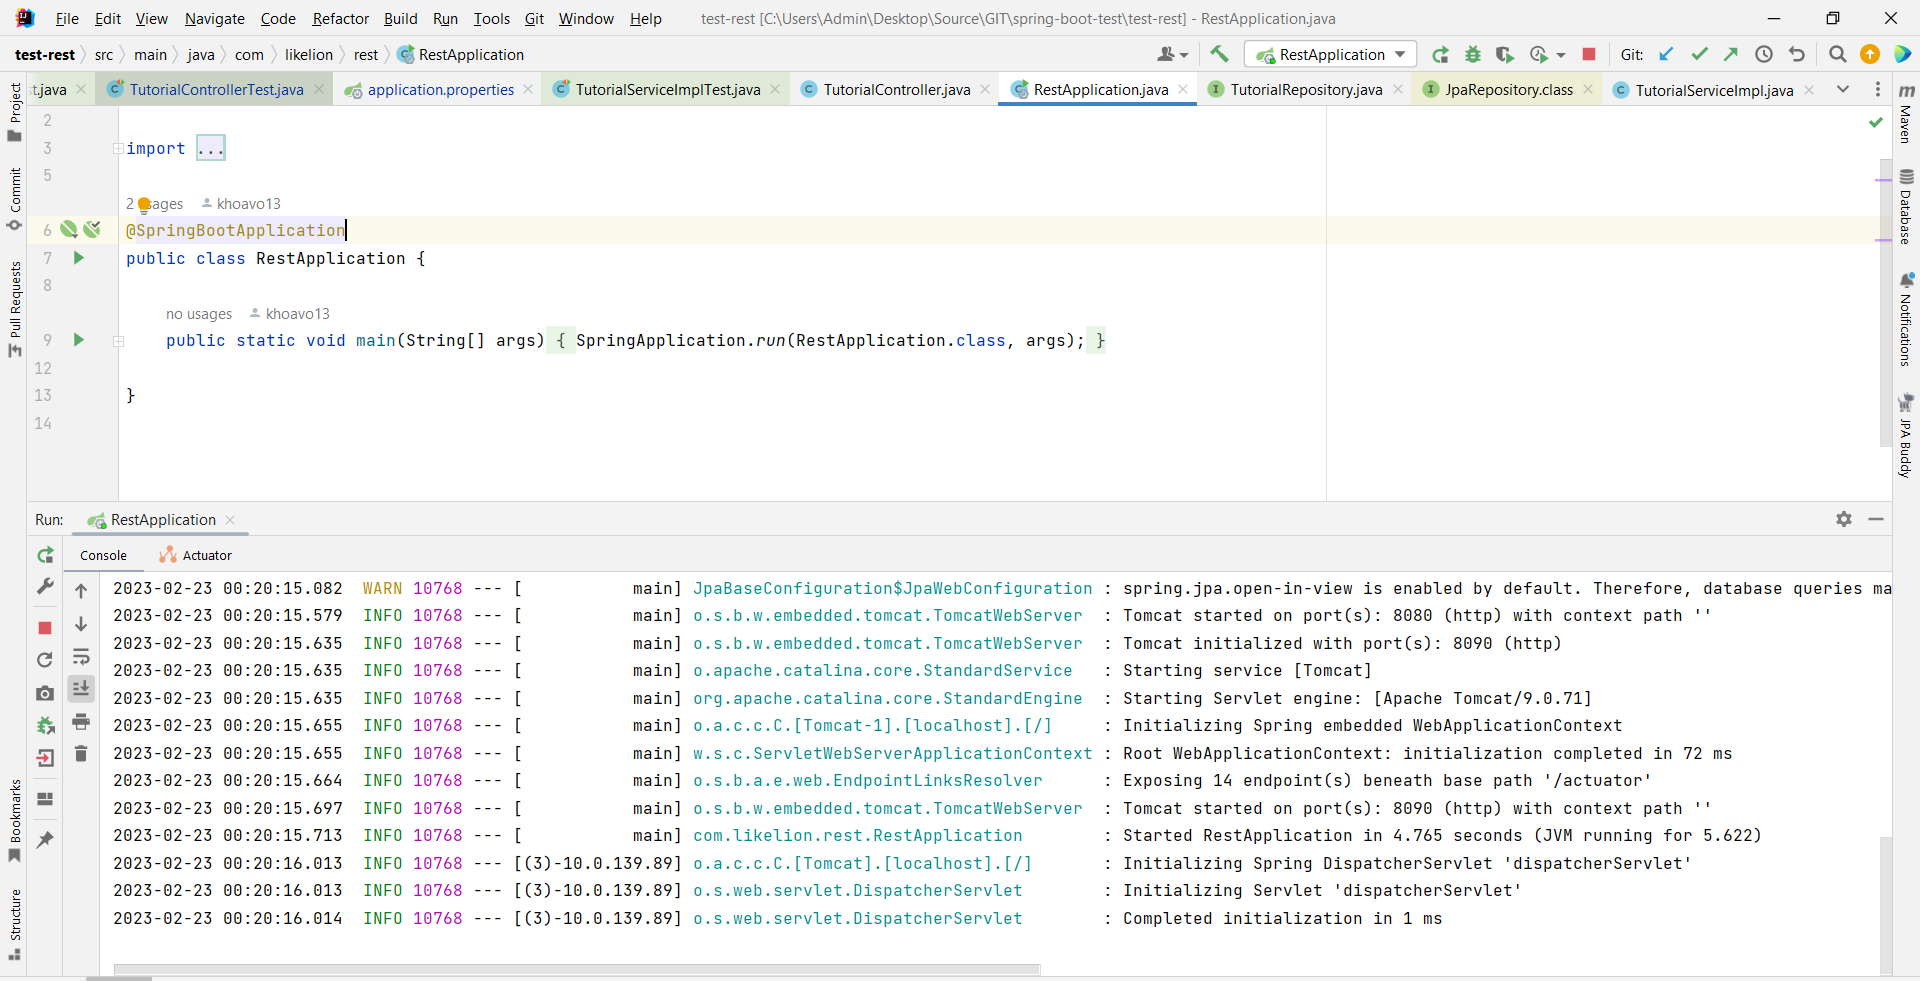 File Edit View Navigate Code Refactor Build Run Tools Git Window Help test-rest [C:\Users\Admin\Desktop\Source\GIT\spring-boot-test\test-rest] - RestApplication.java
test-rest src main java com likelion rest RestApplication RestApplication Git:
t.java TutorialControllerTest.java application.properties TutorialServiceImplTest.java TutorialController.java RestApplication.java TutorialRepository.java JpaRepository.class TutorialServiceImpl.java
Project
Commit
Pull Requests
Bookmarks
Structure
Maven
Database
Notifications
JPA Buddy
2
3 import ...
5
2 usages khoavo13
6 @SpringBootApplication
7 public class RestApplication {
8
no usages khoavo13
9 public static void main(String[] args) { SpringApplication.run(RestApplication.class, args); }
12
13 }
14
Run: RestApplication
Console Actuator
2023-02-23 00:20:15.082  WARN 10768 --- [           main] JpaBaseConfiguration$JpaWebConfiguration : spring.jpa.open-in-view is enabled by default. Therefore, database queries ma
2023-02-23 00:20:15.579  INFO 10768 --- [           main] o.s.b.w.embedded.tomcat.TomcatWebServer  : Tomcat started on port(s): 8080 (http) with context path ''
2023-02-23 00:20:15.635  INFO 10768 --- [           main] o.s.b.w.embedded.tomcat.TomcatWebServer  : Tomcat initialized with port(s): 8090 (http)
2023-02-23 00:20:15.635  INFO 10768 --- [           main] o.apache.catalina.core.StandardService   : Starting service [Tomcat]
2023-02-23 00:20:15.635  INFO 10768 --- [           main] org.apache.catalina.core.StandardEngine  : Starting Servlet engine: [Apache Tomcat/9.0.71]
2023-02-23 00:20:15.655  INFO 10768 --- [           main] o.a.c.c.C.[Tomcat-1].[localhost].[/]     : Initializing Spring embedded WebApplicationContext
2023-02-23 00:20:15.655  INFO 10768 --- [           main] w.s.c.ServletWebServerApplicationContext : Root WebApplicationContext: initialization completed in 72 ms
2023-02-23 00:20:15.664  INFO 10768 --- [           main] o.s.b.a.e.web.EndpointLinksResolver      : Exposing 14 endpoint(s) beneath base path '/actuator'
2023-02-23 00:20:15.697  INFO 10768 --- [           main] o.s.b.w.embedded.tomcat.TomcatWebServer  : Tomcat started on port(s): 8090 (http) with context path ''
2023-02-23 00:20:15.713  INFO 10768 --- [           main] com.likelion.rest.RestApplication        : Started RestApplication in 4.765 seconds (JVM running for 5.622)
2023-02-23 00:20:16.013  INFO 10768 --- [(3)-10.0.139.89] o.a.c.c.C.[Tomcat].[localhost].[/]       : Initializing Spring DispatcherServlet 'dispatcherServlet'
2023-02-23 00:20:16.013  INFO 10768 --- [(3)-10.0.139.89] o.s.web.servlet.DispatcherServlet        : Initializing Servlet 'dispatcherServlet'
2023-02-23 00:20:16.014  INFO 10768 --- [(3)-10.0.139.89] o.s.web.servlet.DispatcherServlet        : Completed initialization in 1 ms